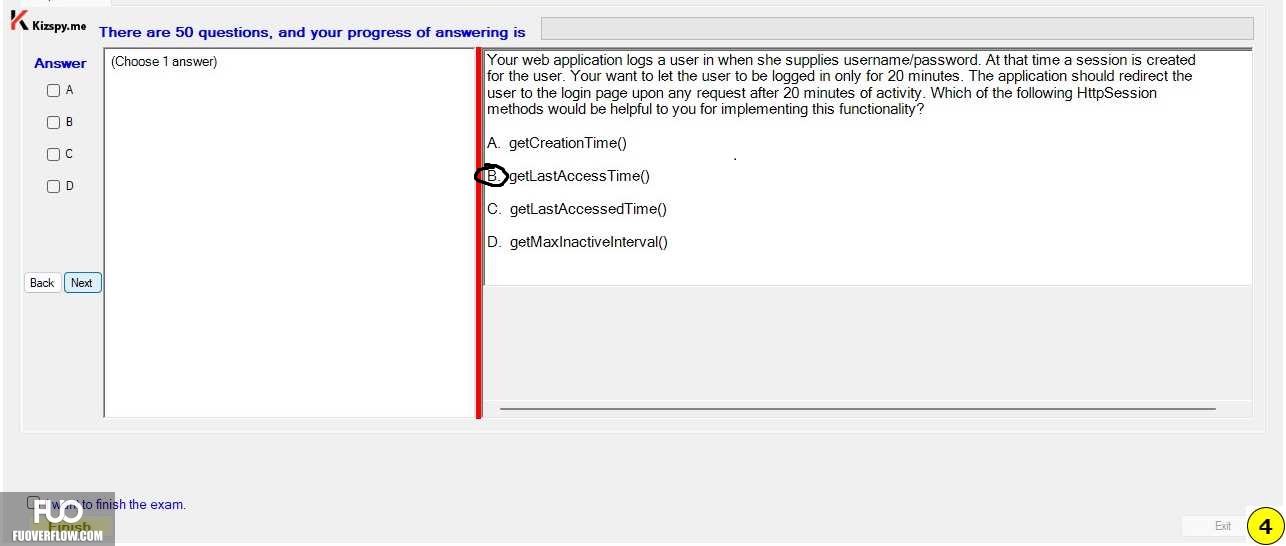 Kizspy.me
There are 50 questions, and your progress of answering is
Answer
A
B
C
D
Back
Next
(Choose 1 answer)
Your web application logs a user in when she supplies username/password. At that time a session is created
for the user. Your want to let the user to be logged in only for 20 minutes. The application should redirect the
user to the login page upon any request after 20 minutes of activity. Which of the following HttpSession
methods would be helpful to you for implementing this functionality?
A. getCreationTime()
B. getLastAccessTime()
C. getLastAccessedTime()
D. getMaxInactiveInterval()
I want to finish the exam.
Finish
FUO
FUOVERFLOW.COM
Exit
4